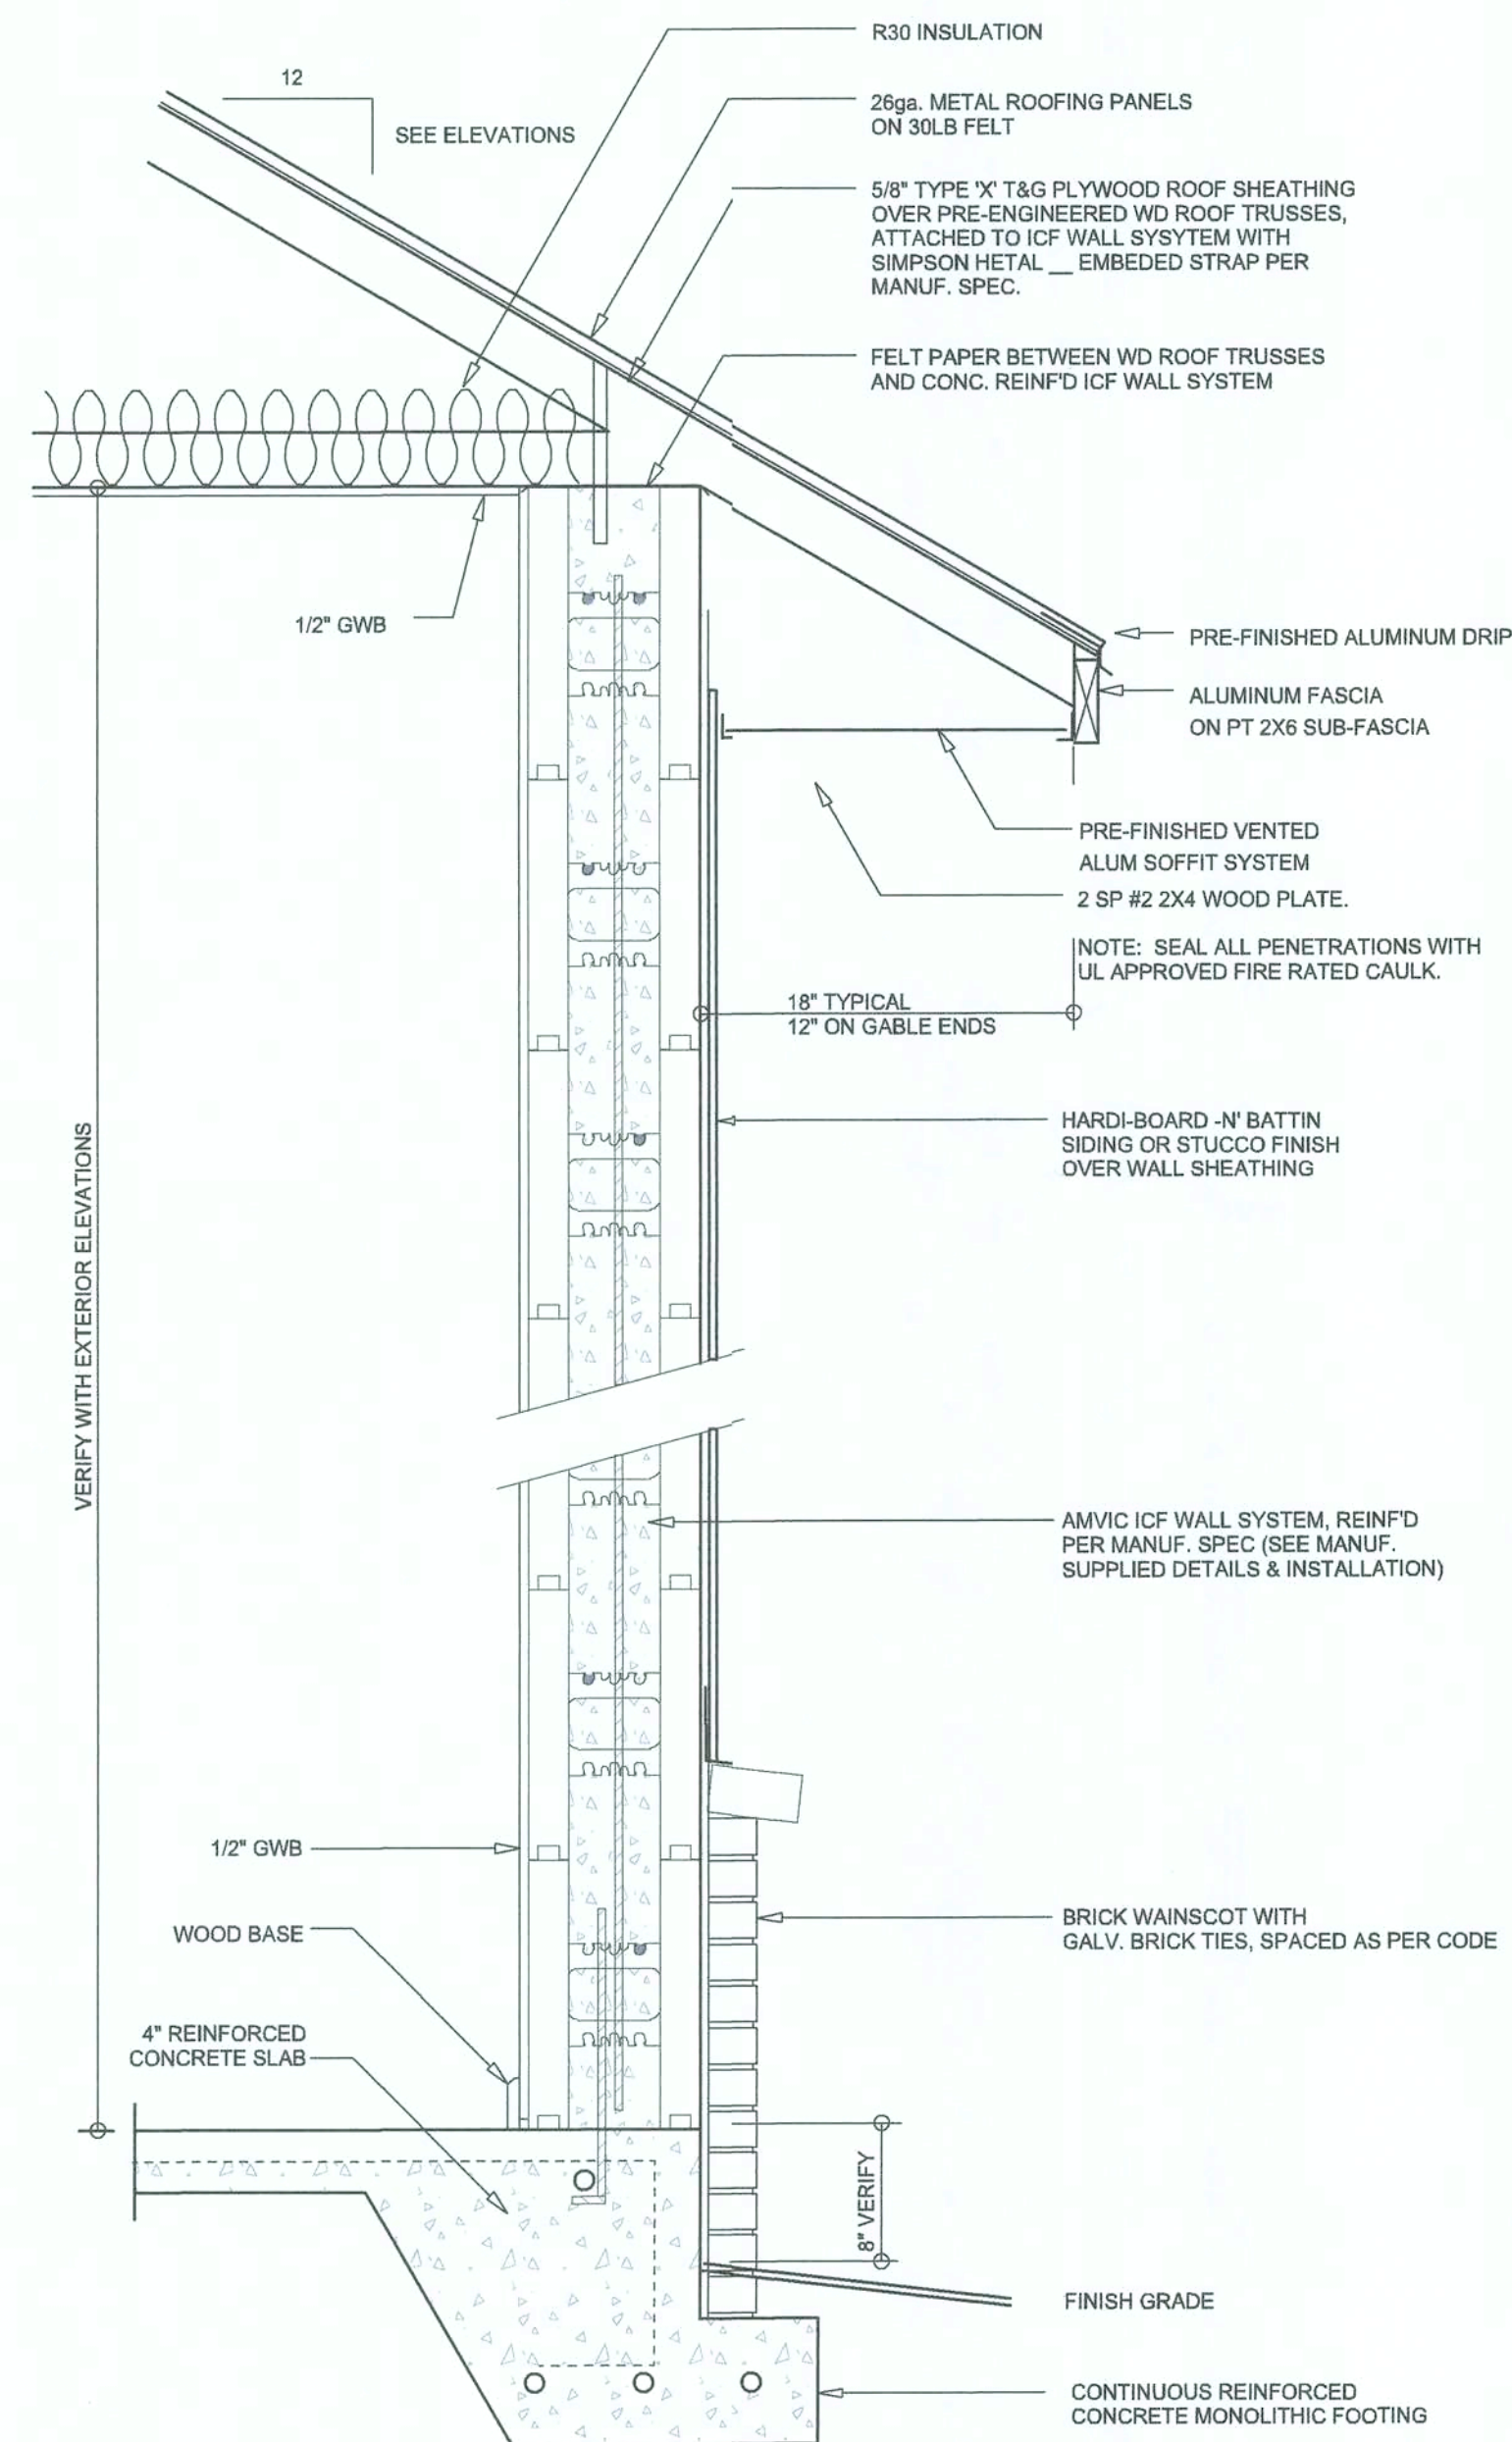 R30 INSULATION
12
SEE ELEVATIONS
26ga. METAL ROOFING PANELS
ON 30LB FELT
5/8" TYPE 'X' T&G PLYWOOD ROOF SHEATHING
OVER PRE-ENGINEERED WD ROOF TRUSSES,
ATTACHED TO ICF WALL SYSYTEM WITH
SIMPSON HETAL __ EMBEDED STRAP PER
MANUF. SPEC.
FELT PAPER BETWEEN WD ROOF TRUSSES
AND CONC. REINF'D ICF WALL SYSTEM
1/2" GWB
PRE-FINISHED ALUMINUM DRIP
ALUMINUM FASCIA
ON PT 2X6 SUB-FASCIA
PRE-FINISHED VENTED
ALUM SOFFIT SYSTEM
2 SP #2 2X4 WOOD PLATE.
NOTE: SEAL ALL PENETRATIONS WITH
UL APPROVED FIRE RATED CAULK.
18" TYPICAL
12" ON GABLE ENDS
HARDI-BOARD -N' BATTIN
SIDING OR STUCCO FINISH
OVER WALL SHEATHING
VERIFY WITH EXTERIOR ELEVATIONS
AMVIC ICF WALL SYSTEM, REINF'D
PER MANUF. SPEC (SEE MANUF.
SUPPLIED DETAILS & INSTALLATION)
1/2" GWB
BRICK WAINSCOT WITH
GALV. BRICK TIES, SPACED AS PER CODE
WOOD BASE
4" REINFORCED
CONCRETE SLAB
8" VERIFY
FINISH GRADE
CONTINUOUS REINFORCED
CONCRETE MONOLITHIC FOOTING